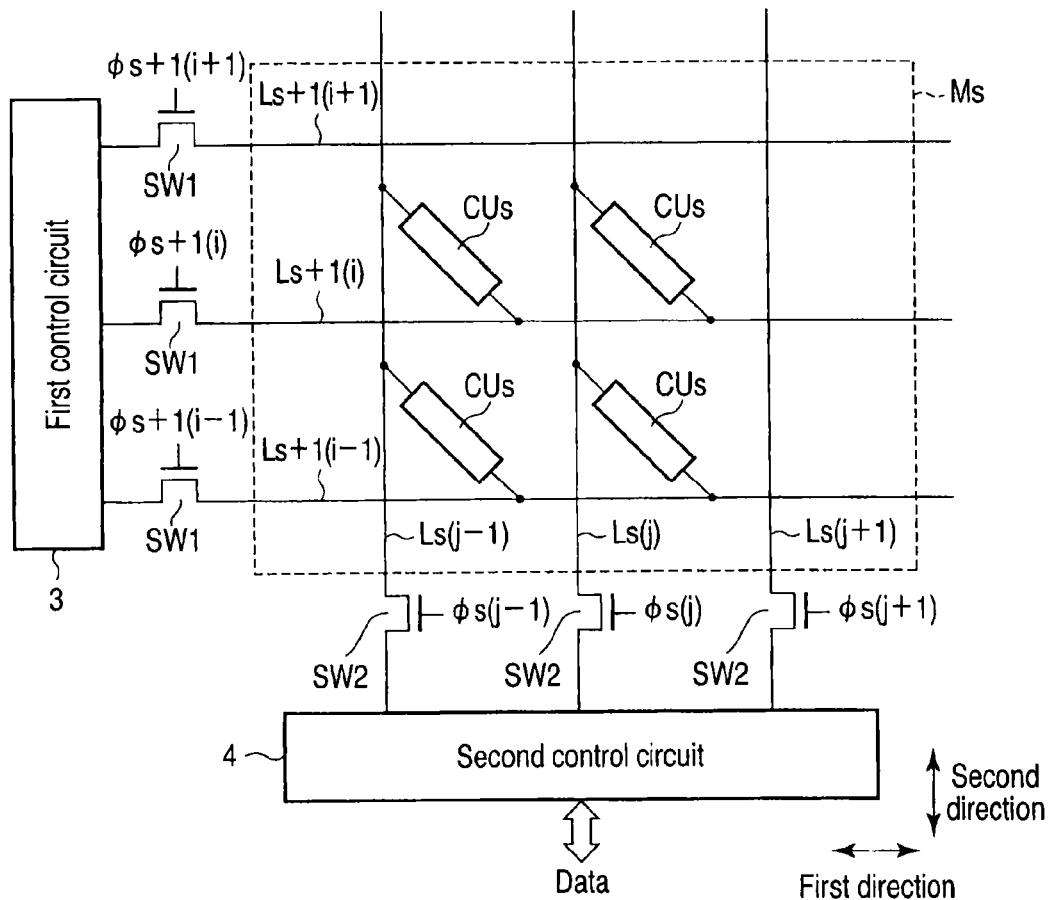 ϕs+1(i+1)
Ls+1(i+1)
Ms
SW1
First control circuit
CUs
CUs
ϕs+1(i)
Ls+1(i)
SW1
CUs
CUs
ϕs+1(i-1)
Ls+1(i-1)
SW1
Ls(j-1)
Ls(j)
Ls(j+1)
3
ϕs(j-1)
ϕs(j)
ϕs(j+1)
SW2
SW2
SW2
4
Second control circuit
Second
direction
Data
First direction